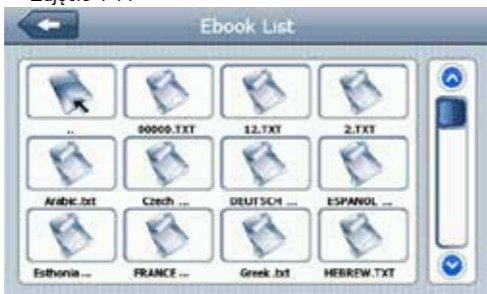 Ebook List
..
00000.TXT
12.TXT
2.TXT
Arabic.txt
Czech ...
DEUTSCH ...
ESPANOL ...
Esthonia ...
FRANCE ...
Greek .txt
HEBREW.TXT